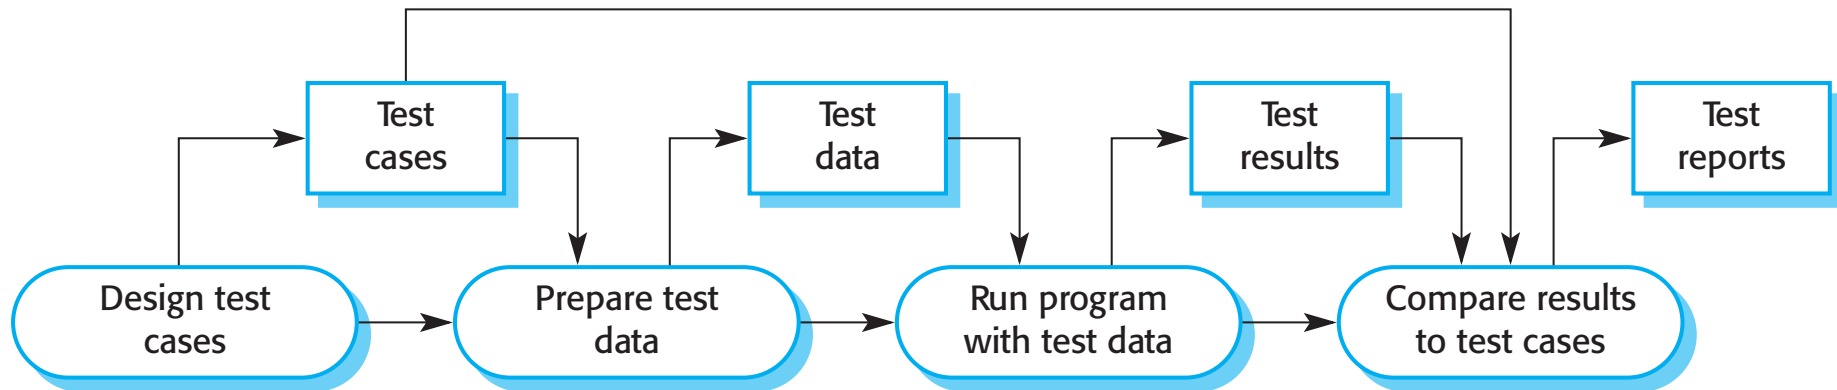 Test
cases
Test
data
Test
results
Test
reports
Design test
cases
Prepare test
data
Run program
with test data
Compare results
to test cases